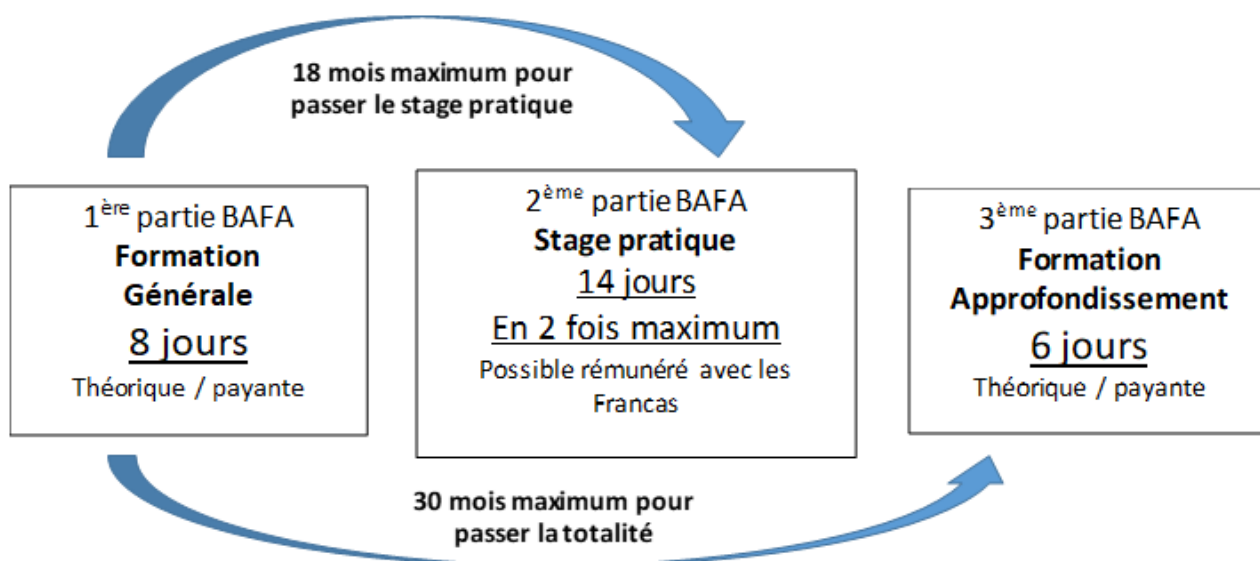 18 mois maximum pour
passer le stage pratique
1ère partie BAFA
Formation
Générale
8 jours
Théorique / payante
2ème partie BAFA
Stage pratique
14 jours
En 2 fois maximum
Possible rémunéré avec les
Francas
3ème partie BAFA
Formation
Approfondissement
6 jours
Théorique / payante
30 mois maximum pour
passer la totalité